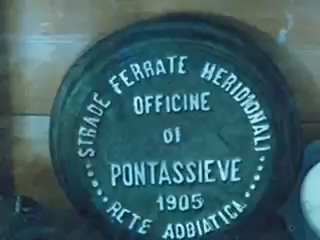 STRADE FERRATE MERIDIONALI
OFFICINE
DI
PONTASSIEVE
1905
RETE ADRIATICA